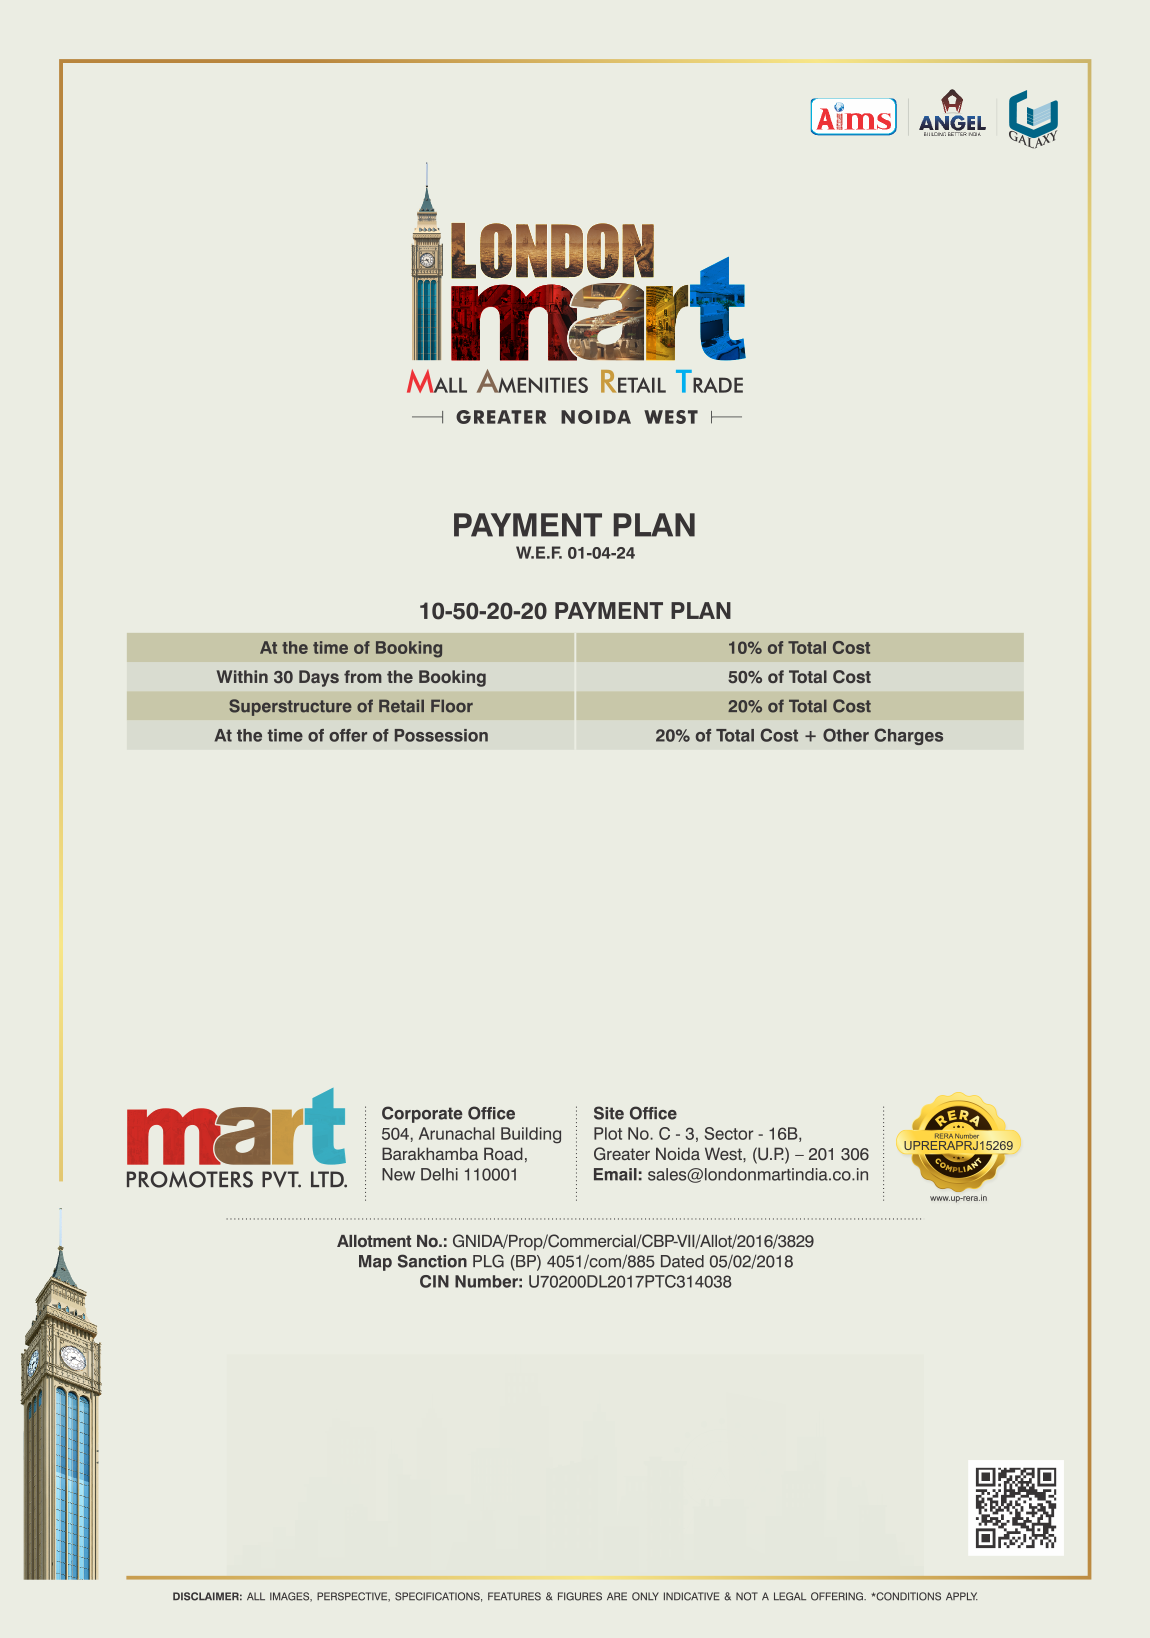 Aims
ANGEL
BUILDING BETTER INDIA
GALAXY
LONDON
mart
MALL AMENITIES RETAIL TRADE
GREATER NOIDA WEST
PAYMENT PLAN
W.E.F. 01-04-24
10-50-20-20 PAYMENT PLAN
At the time of Booking 10% of Total Cost
Within 30 Days from the Booking 50% of Total Cost
Superstructure of Retail Floor 20% of Total Cost
At the time of offer of Possession 20% of Total Cost + Other Charges
mart
PROMOTERS PVT. LTD.
Corporate Office
504, Arunachal Building
Barakhamba Road,
New Delhi 110001
Site Office
Plot No. C - 3, Sector - 16B,
Greater Noida West, (U.P.) – 201 306
Email: sales@londonmartindia.co.in
RERA
RERA Number
UPRERAPRJ15269
COMPLIANT
www.up-rera.in
Allotment No.: GNIDA/Prop/Commercial/CBP-VII/Allot/2016/3829
Map Sanction PLG (BP) 4051/com/885 Dated 05/02/2018
CIN Number: U70200DL2017PTC314038
DISCLAIMER: ALL IMAGES, PERSPECTIVE, SPECIFICATIONS, FEATURES & FIGURES ARE ONLY INDICATIVE & NOT A LEGAL OFFERING. *CONDITIONS APPLY.